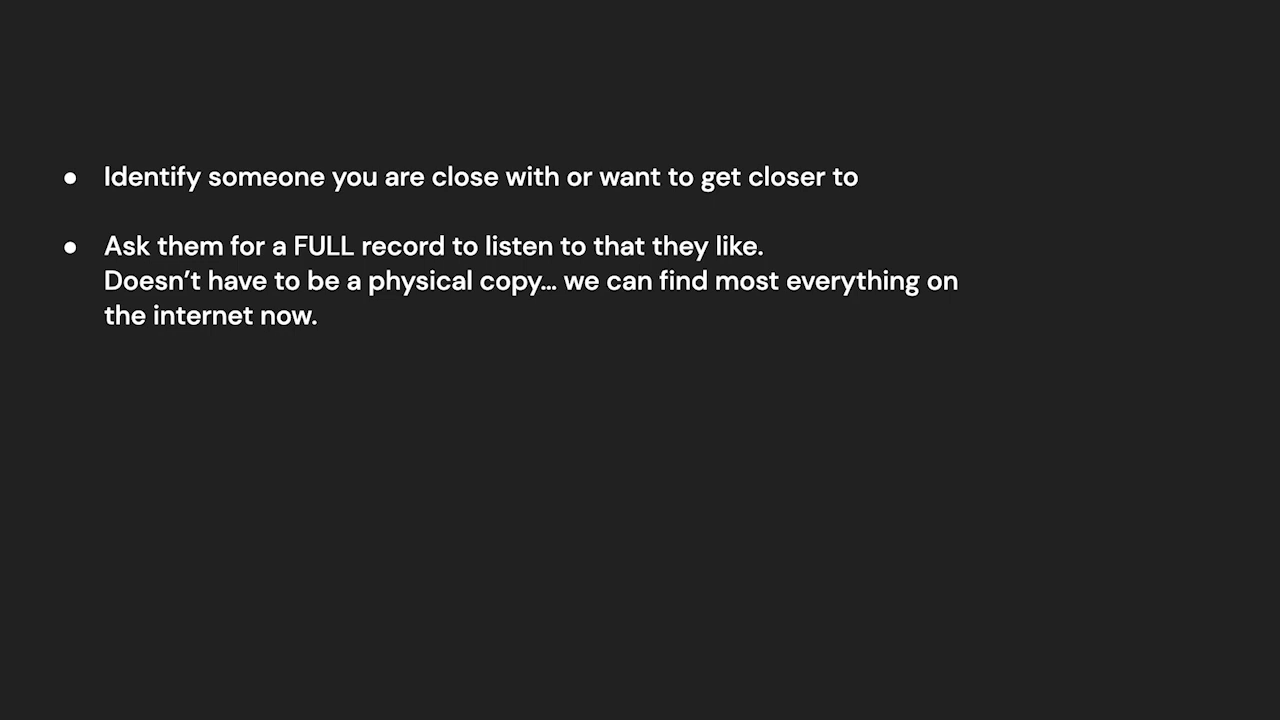 ● Identify someone you are close with or want to get closer to
● Ask them for a FULL record to listen to that they like.
Doesn’t have to be a physical copy... we can find most everything on
the internet now.